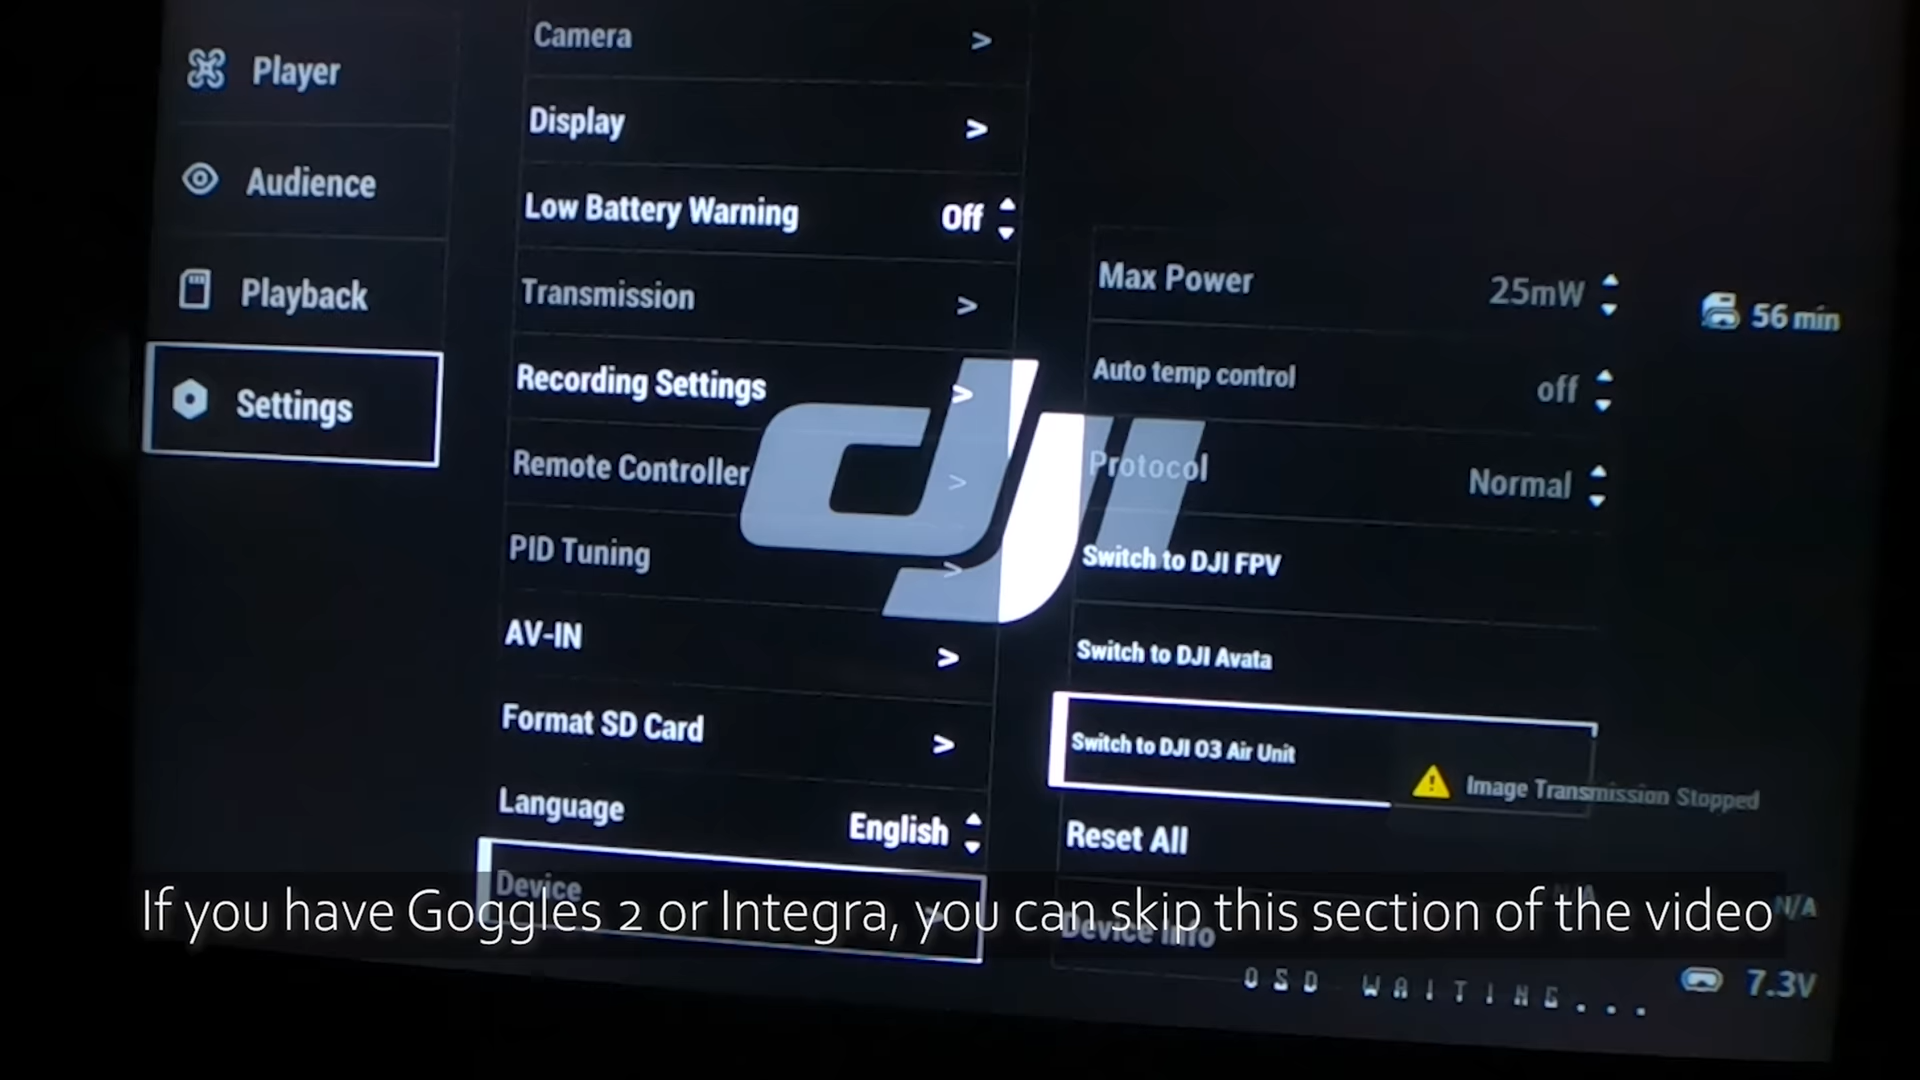 Player
Audience
Playback
Settings
Camera >
Display >
Low Battery Warning Off
Transmission >
Recording Settings >
Remote Controller >
PID Tuning >
AV-IN >
Format SD Card >
Language English
Device >
dji
Max Power 25mW
Auto temp control off
Protocol Normal
Switch to DJI FPV
Switch to DJI Avata
Switch to DJI O3 Air Unit
Reset All
Device Info
56 min
Image Transmission Stopped
N/A
N/A
OSD WAITING...
7.3V
If you have Goggles 2 or Integra, you can skip this section of the video